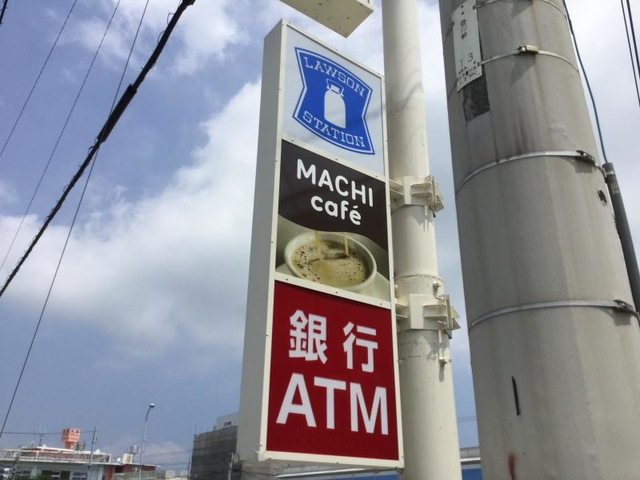 LAWSON
STATION
MACHI
café
銀行
ATM